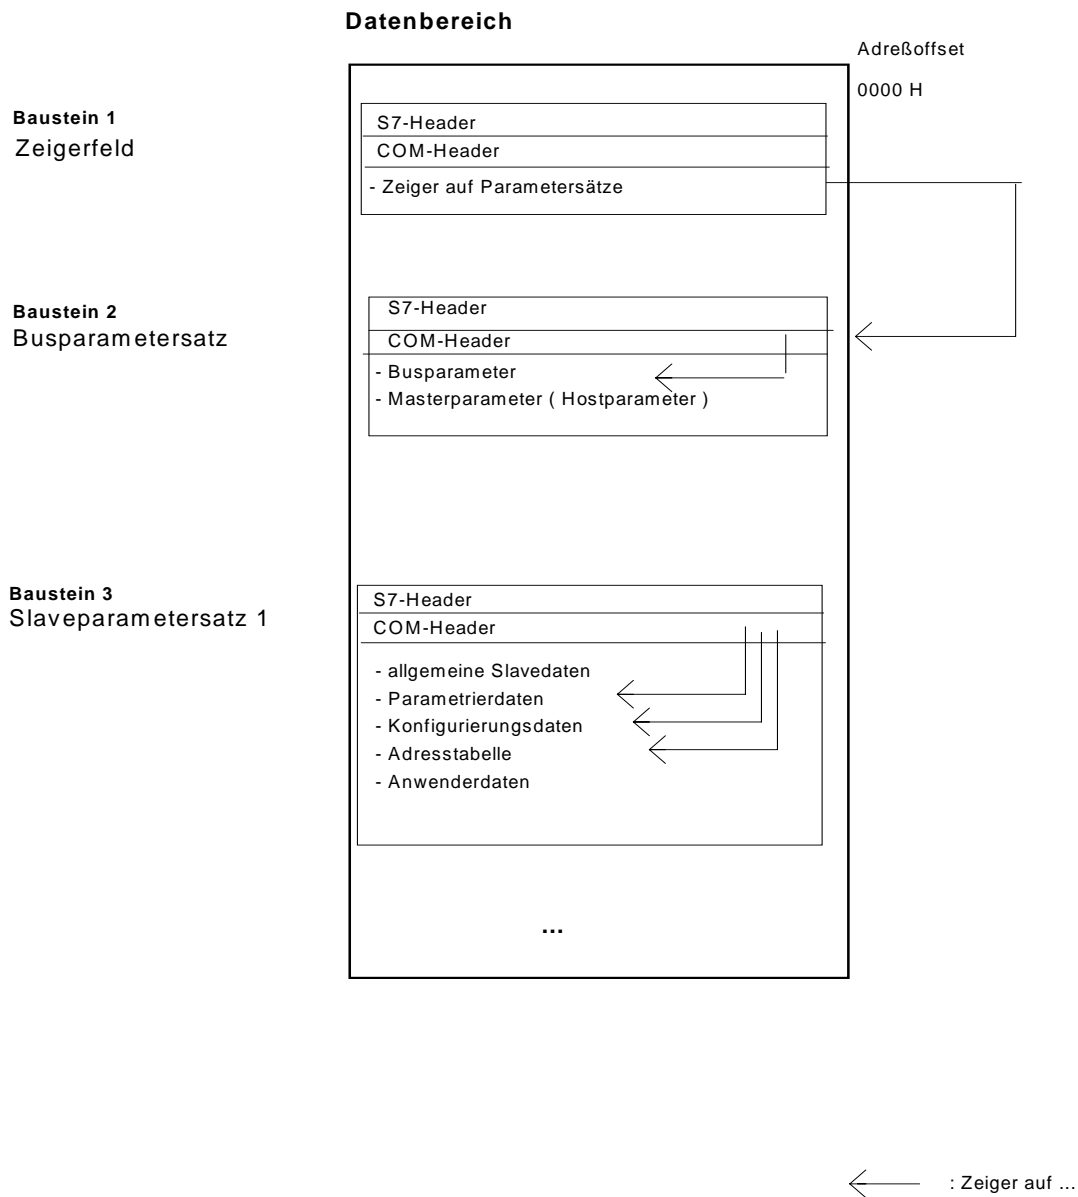 Datenbereich
Adreßoffset
0000 H
Baustein 1
Zeigerfeld
S7-Header
COM-Header
- Zeiger auf Parametersätze
Baustein 2
Busparametersatz
S7-Header
COM-Header
- Busparameter
- Masterparameter ( Hostparameter )
Baustein 3
Slaveparametersatz 1
S7-Header
COM-Header
- allgemeine Slavedaten
- Parametrierdaten
- Konfigurierungsdaten
- Adresstabelle
- Anwenderdaten
...
: Zeiger auf ...